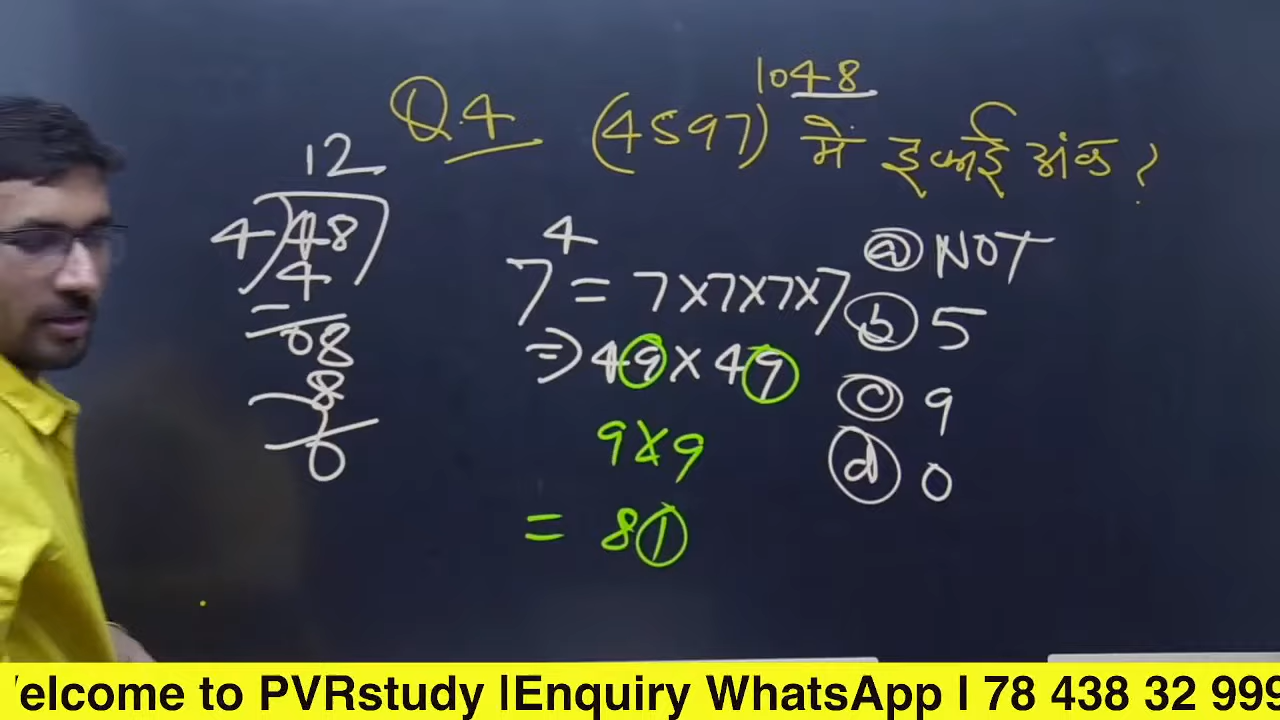 Q.4 (4597)^1048 में इकाई अंक ?
12
4)48
4
08
8
0
7^4 = 7×7×7×7
⇒ 49×49
9×9
= 81
(a) NOT
(b) 5
(c) 9
(d) 0
elcome to PVRstudy |Enquiry WhatsApp I 78 438 32 999